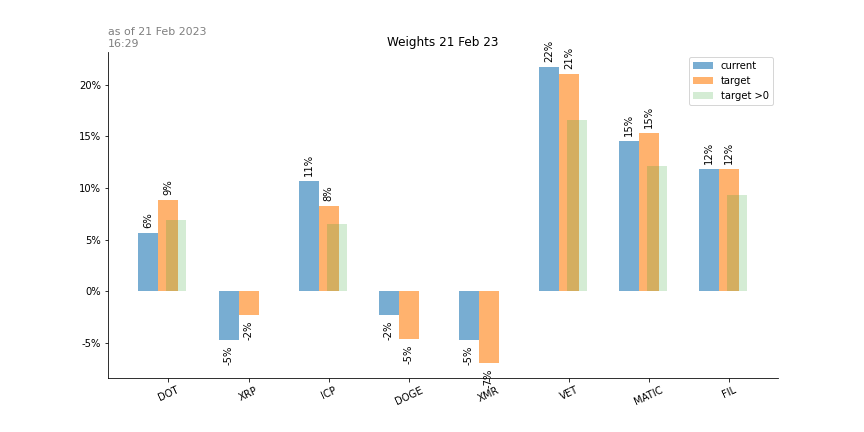 as of 21 Feb 2023
16:29
Weights 21 Feb 23
current
target
target >0
20%
15%
10%
5%
0%
-5%
6%
9%
-5%
-2%
11%
8%
-2%
-5%
-5%
-7%
22%
21%
15%
15%
12%
12%
DOT
XRP
ICP
DOGE
XMR
VET
MATIC
FIL